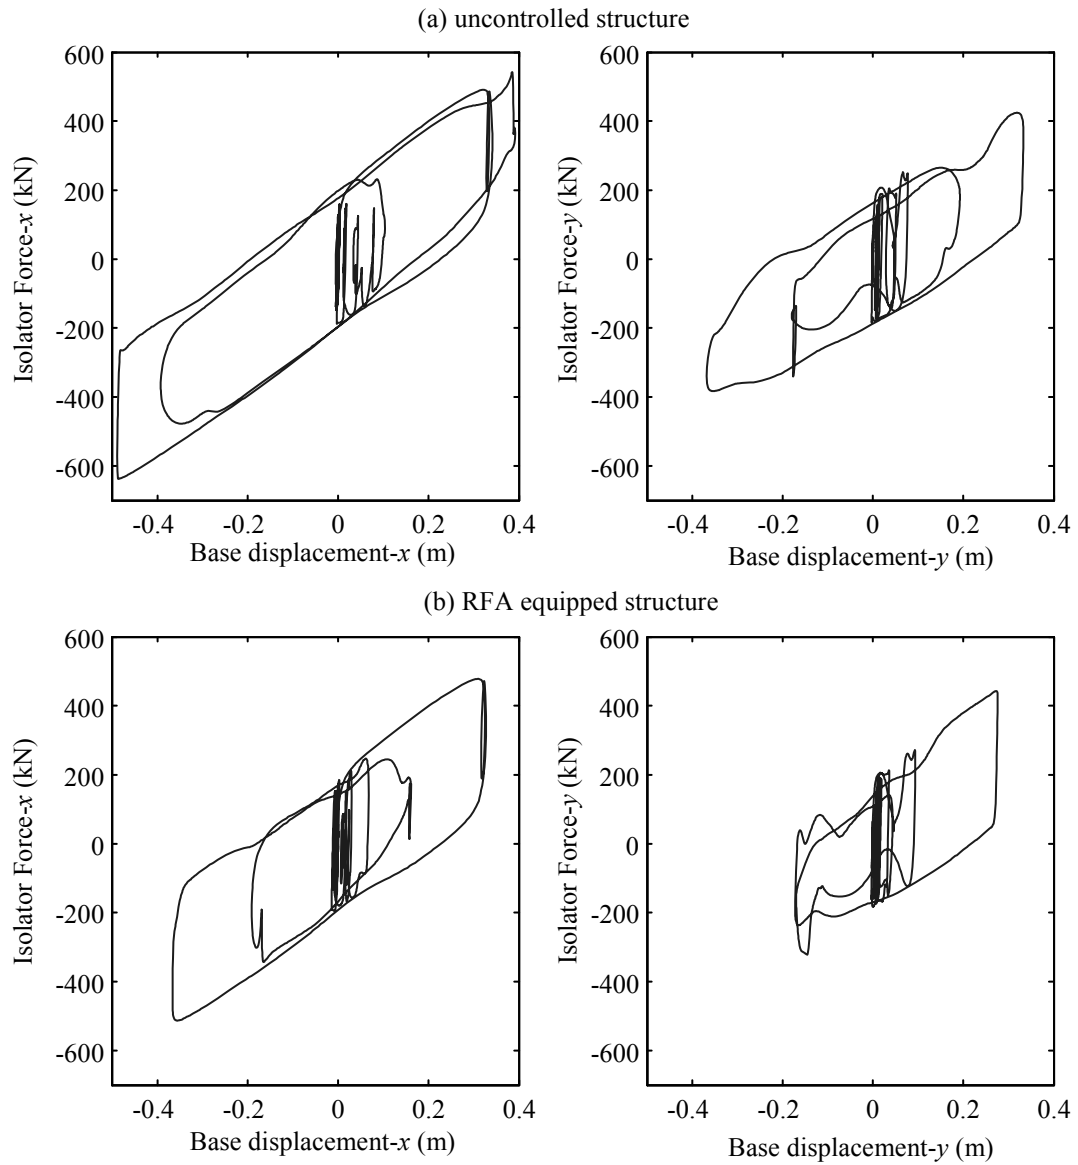 (a) uncontrolled structure
600
400
200
0
-200
-400
-600
Isolator Force-x (kN)
-0.4 -0.2 0 0.2 0.4
Base displacement-x (m)
600
400
200
0
-200
-400
-600
Isolator Force-y (kN)
-0.4 -0.2 0 0.2 0.4
Base displacement-y (m)
(b) RFA equipped structure
600
400
200
0
-200
-400
-600
Isolator Force-x (kN)
-0.4 -0.2 0 0.2 0.4
Base displacement-x (m)
600
400
200
0
-200
-400
-600
Isolator Force-y (kN)
-0.4 -0.2 0 0.2 0.4
Base displacement-y (m)